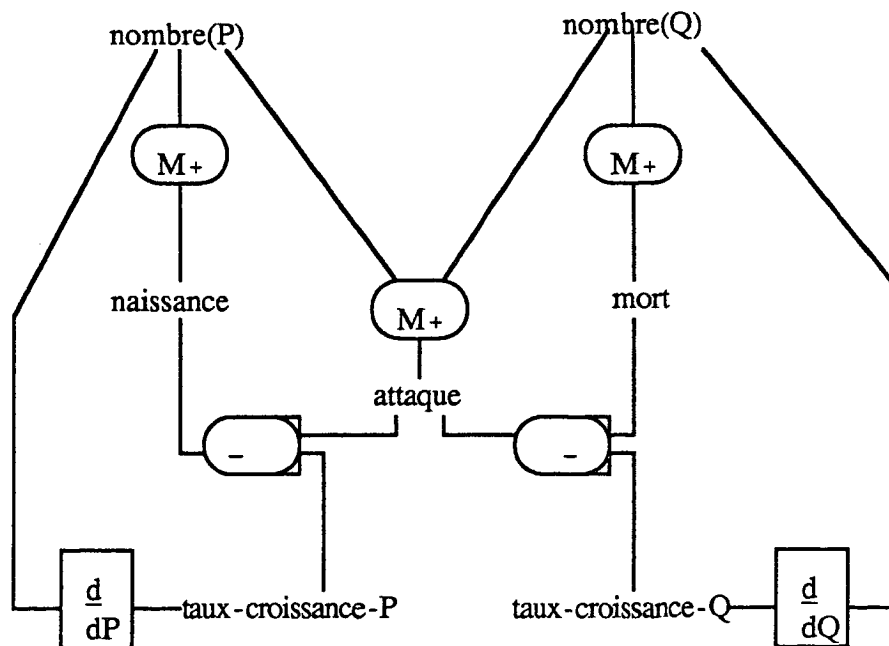 nombre(P)
nombre(Q)
M+
M+
naissance
M+
mort
attaque
-
-
d
dP
taux-croissance-P
taux-croissance-Q
d
dQ